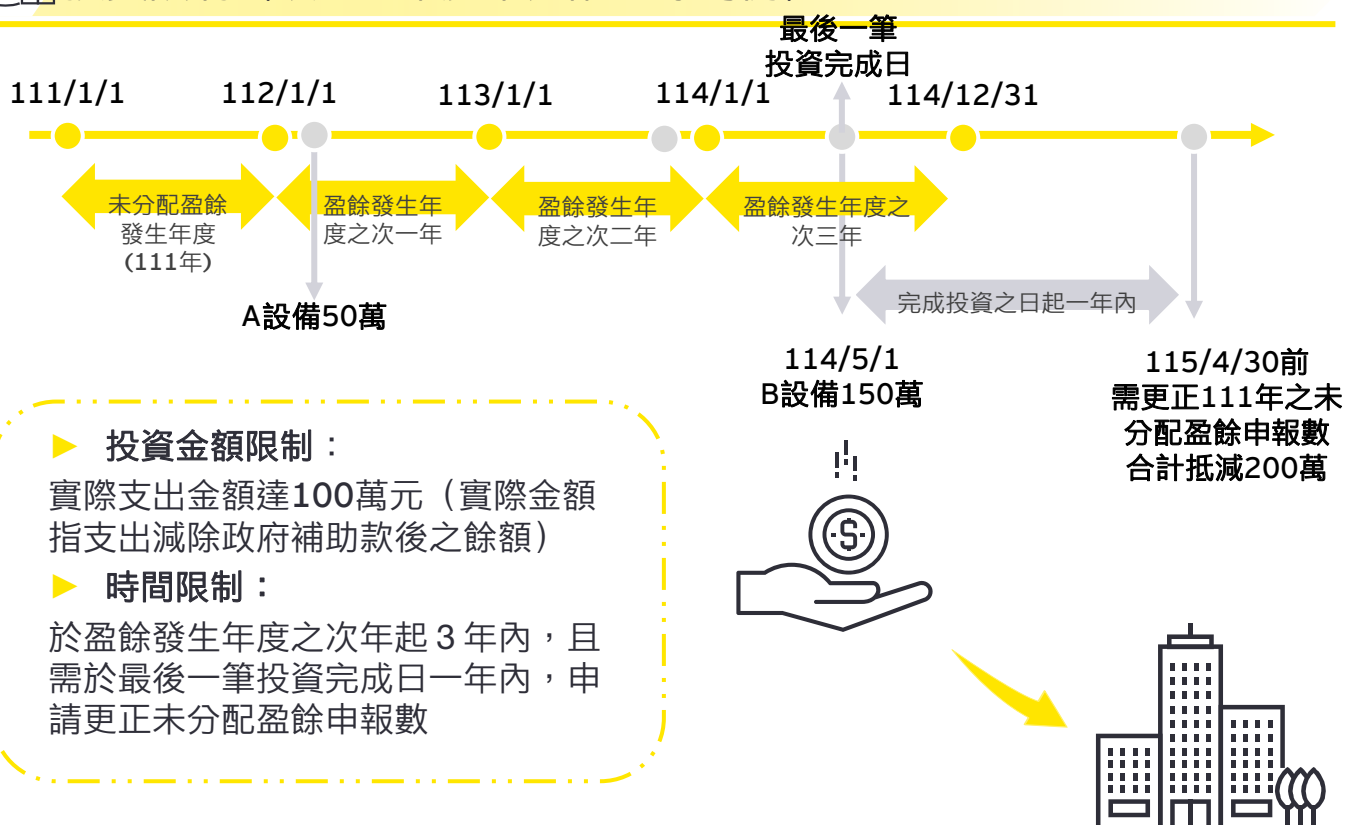 最後一筆
投資完成日
111/1/1
112/1/1
113/1/1
114/1/1
114/12/31
未分配盈餘
發生年度
(111年)
盈餘發生年
度之次一年
盈餘發生年
度之次二年
盈餘發生年度之
次三年
A設備50萬
完成投資之日起一年內
114/5/1
B設備150萬
115/4/30前
需更正111年之未
分配盈餘申報數
合計抵減200萬
► 投資金額限制：
實際支出金額達100萬元（實際金額
指支出減除政府補助款後之餘額）
► 時間限制：
於盈餘發生年度之次年起 3 年內，且
需於最後一筆投資完成日一年內，申
請更正未分配盈餘申報數
$